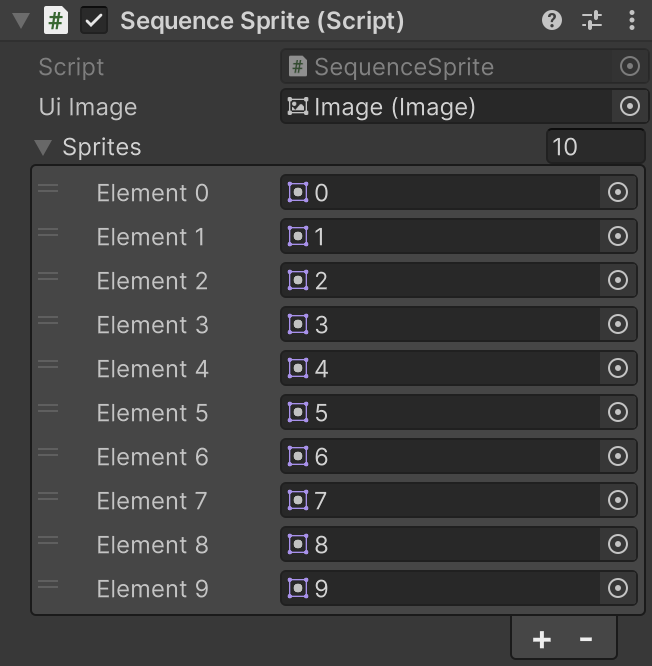 Sequence Sprite (Script)
Script SequenceSprite
Ui Image Image (Image)
Sprites 10
Element 0 0
Element 1 1
Element 2 2
Element 3 3
Element 4 4
Element 5 5
Element 6 6
Element 7 7
Element 8 8
Element 9 9